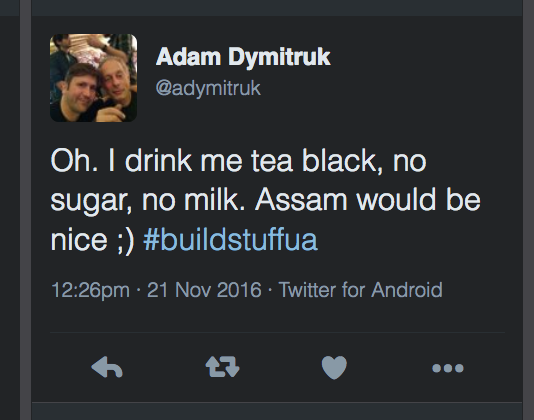 Adam Dymitruk
@adymitruk
Oh. I drink me tea black, no
sugar, no milk. Assam would be
nice ;) #buildstuffua
12:26pm · 21 Nov 2016 · Twitter for Android